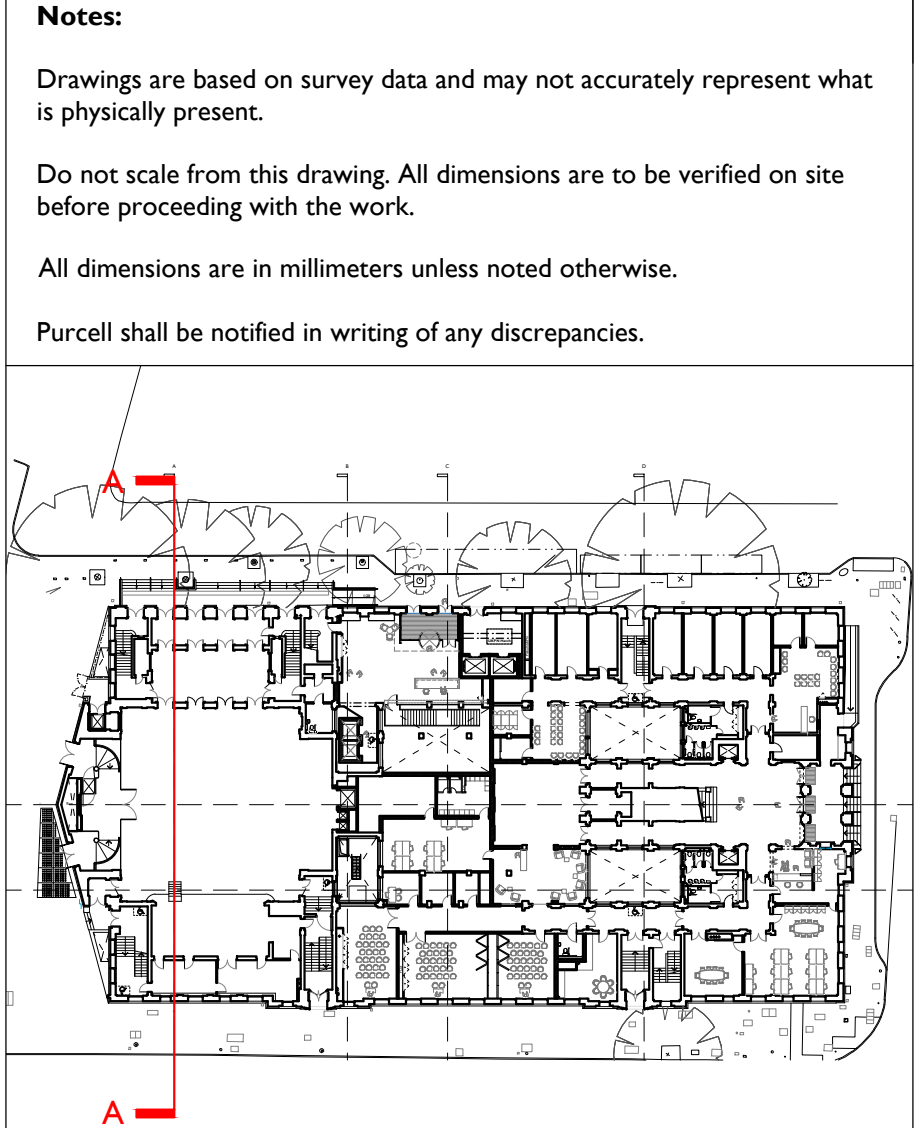 Notes:
Drawings are based on survey data and may not accurately represent what
is physically present.
Do not scale from this drawing. All dimensions are to be verified on site
before proceeding with the work.
All dimensions are in millimeters unless noted otherwise.
Purcell shall be notified in writing of any discrepancies.
A B C D
A
A